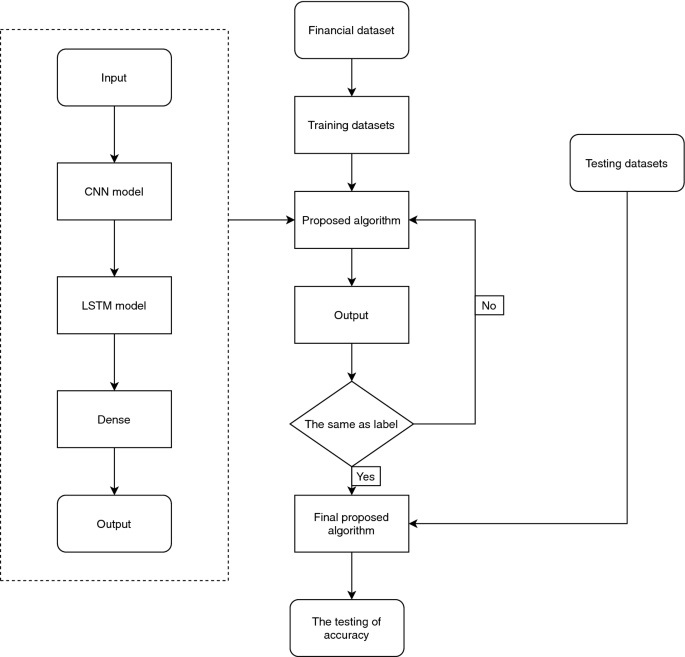 Input
CNN model
LSTM model
Dense
Output
Financial dataset
Training datasets
Proposed algorithm
Output
The same as label
No
Yes
Final proposed
algorithm
The testing of
accuracy
Testing datasets